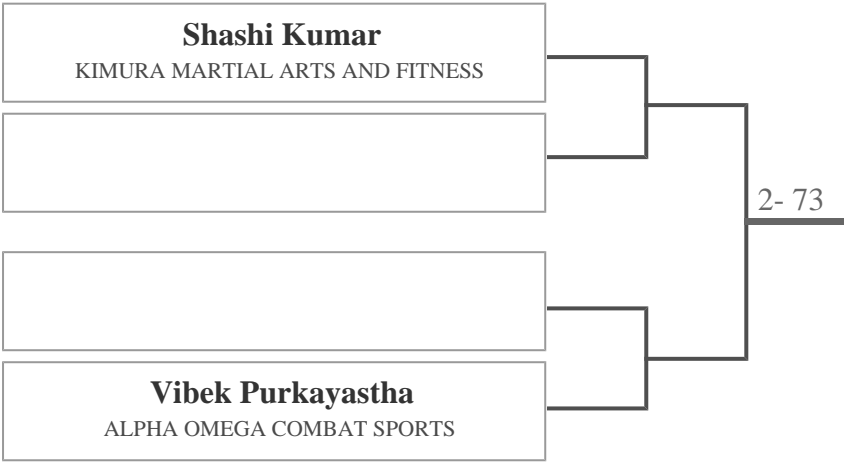 Shashi Kumar
KIMURA MARTIAL ARTS AND FITNESS
2- 73
Vibek Purkayastha
ALPHA OMEGA COMBAT SPORTS